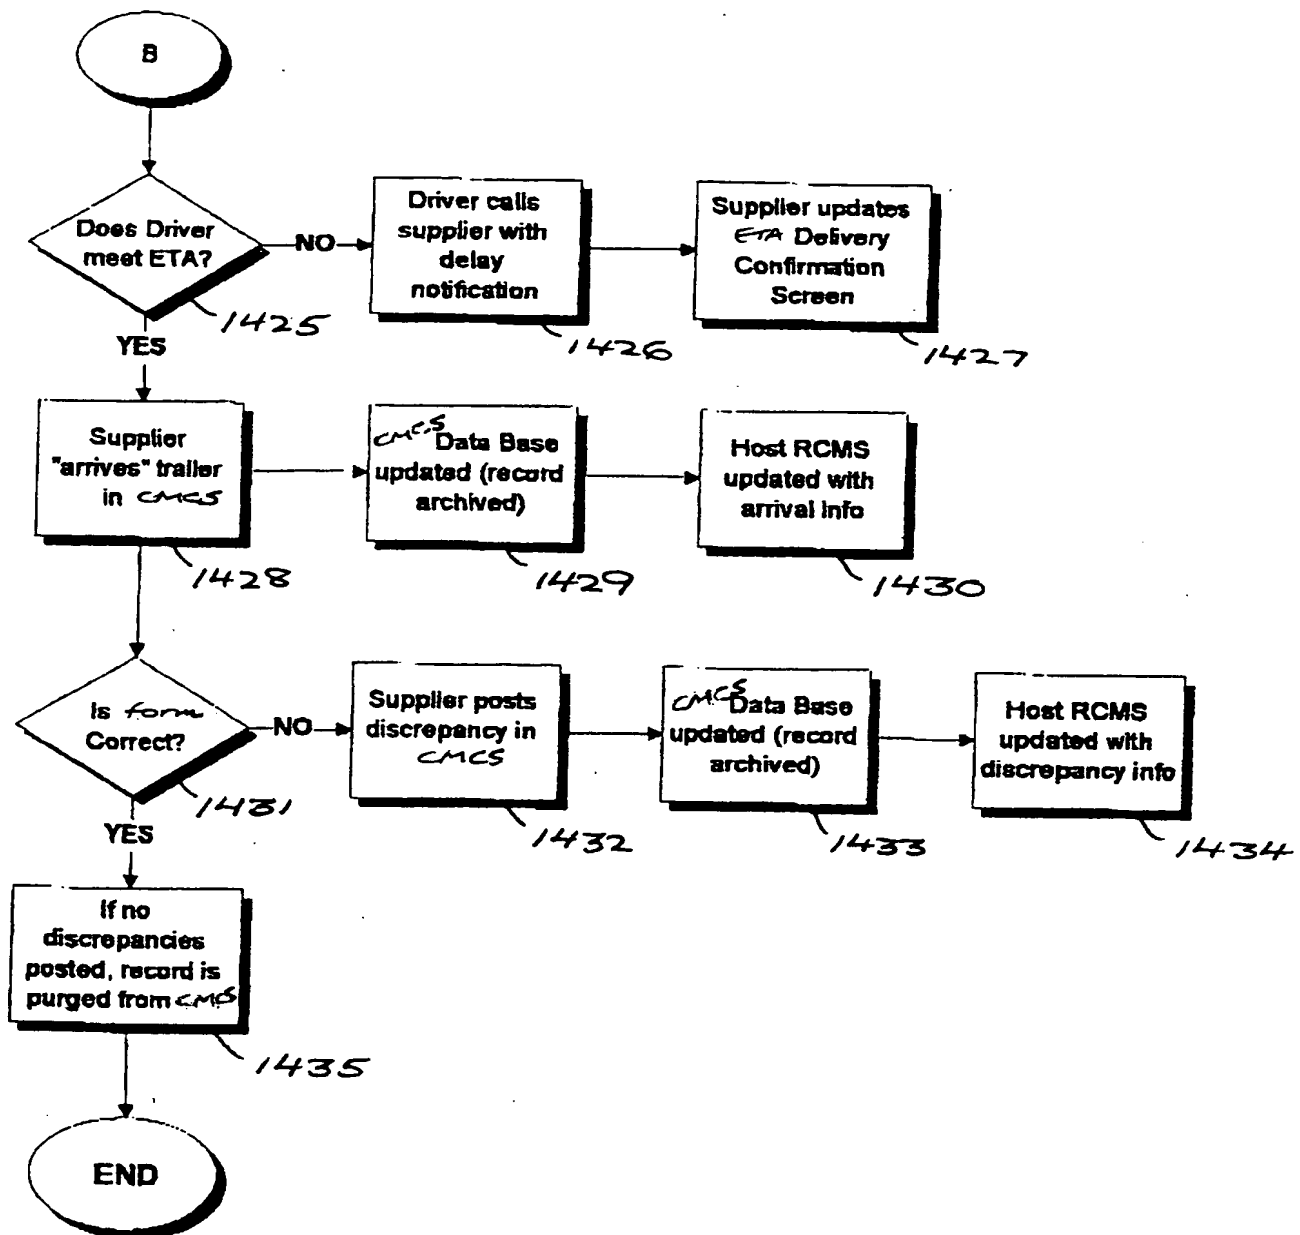 B
Does Driver
meet ETA?
NO
1425
Driver calls
supplier with
delay
notification
1426
Supplier updates
ETA Delivery
Confirmation
Screen
1427
YES
Supplier
"arrives" trailer
in CMCS
1428
CMCS Data Base
updated (record
archived)
1429
Host RCMS
updated with
arrival info
1430
Is form
Correct?
NO
1431
Supplier posts
discrepancy in
CMCS
1432
CMCS Data Base
updated (record
archived)
1433
Host RCMS
updated with
discrepancy info
1434
YES
If no
discrepancies
posted, record is
purged from CMCS
1435
END